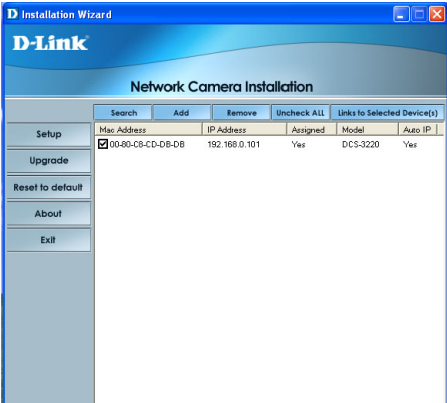 D Installation Wizard
D-Link
Network Camera Installation
Search Add Remove Uncheck ALL Links to Selected Device(s)
Mac Address IP Address Assigned Model Auto IP
00-80-C8-CD-DB-DB 192.168.0.101 Yes DCS-3220 Yes
Setup
Upgrade
Reset to default
About
Exit